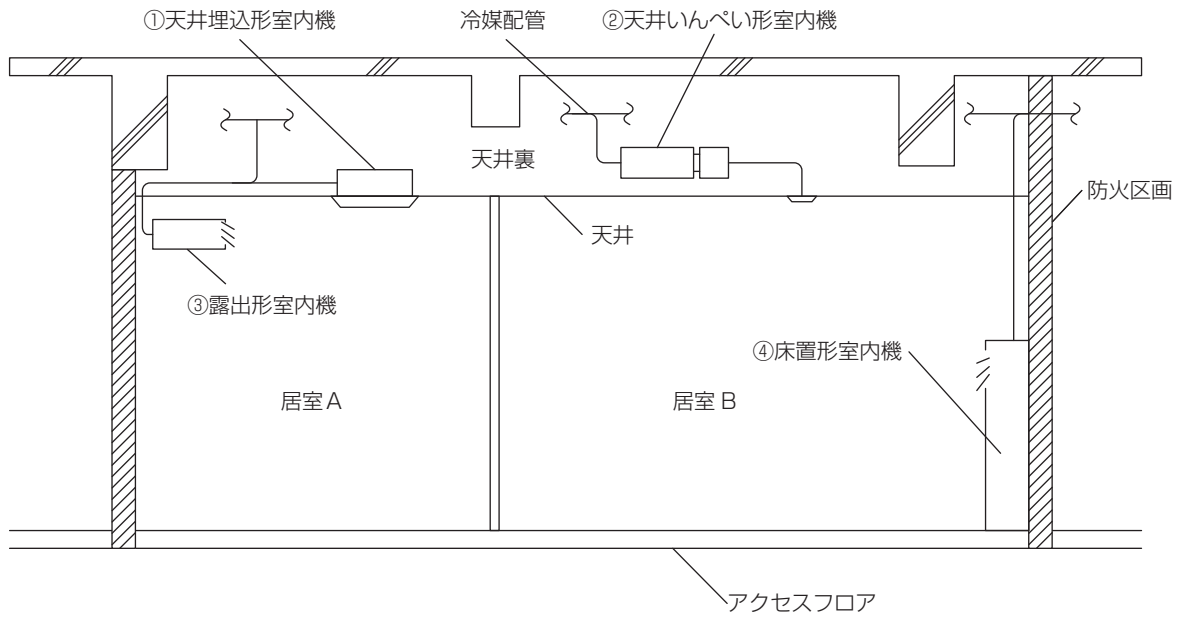 ①天井埋込形室内機
冷媒配管
②天井いんぺい形室内機
天井裏
防火区画
天井
③露出形室内機
④床置形室内機
居室A
居室B
アクセスフロア